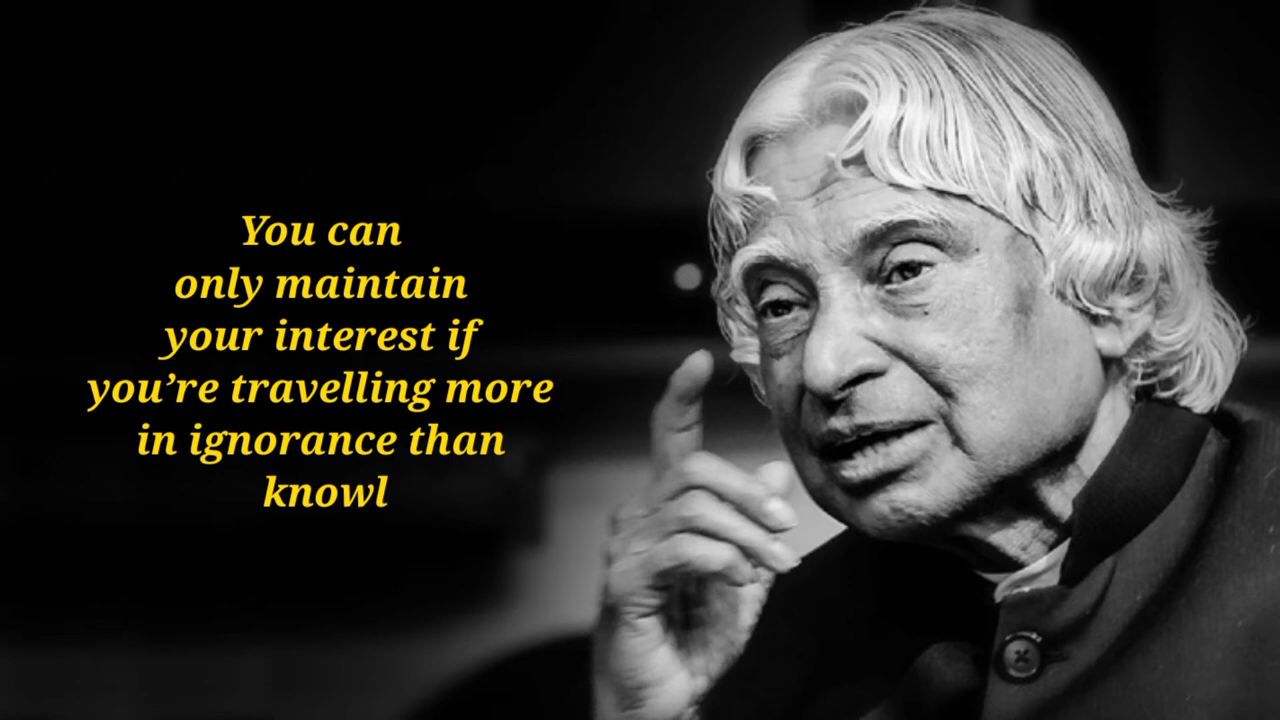 You can
only maintain
your interest if
you’re travelling more
in ignorance than
knowl